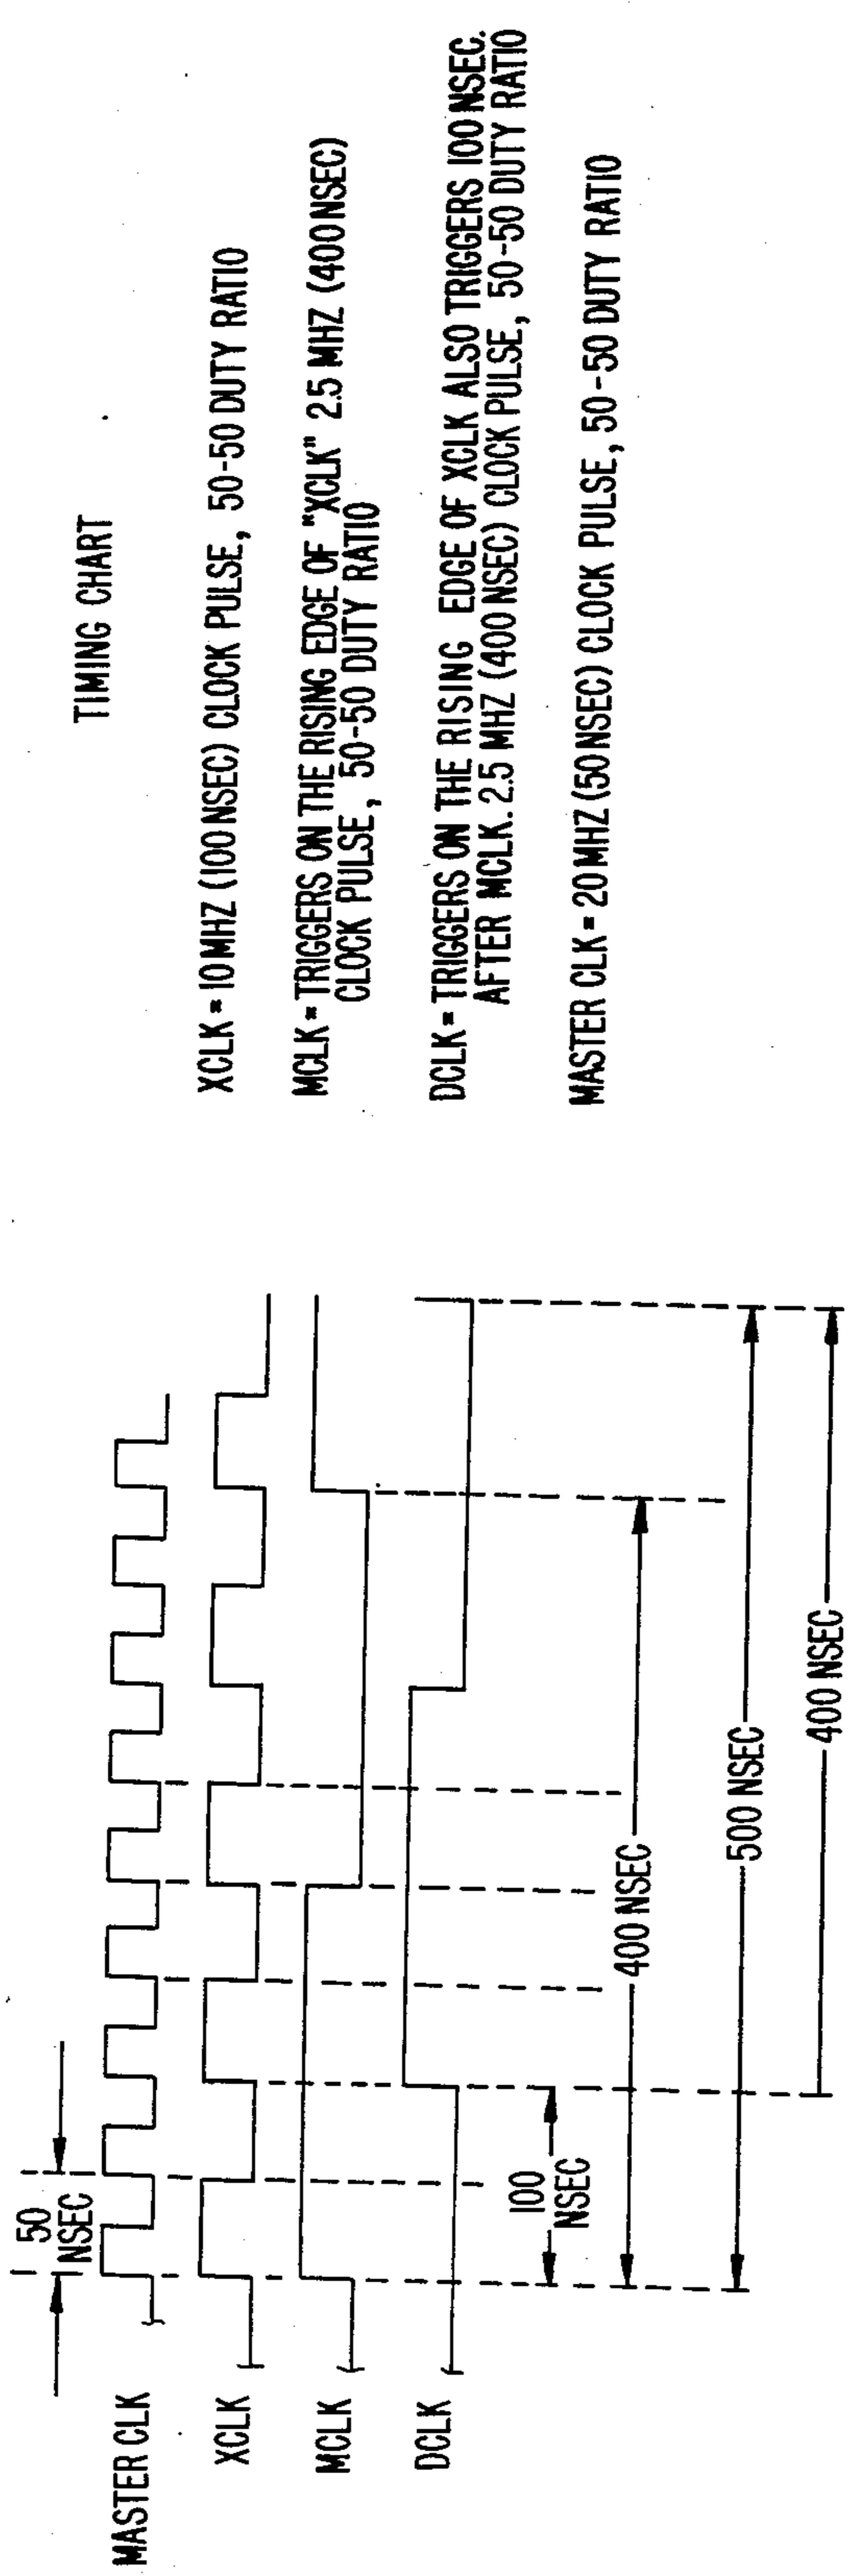 TIMING CHART
XCLK = 10 MHZ (100 NSEC) CLOCK PULSE, 50-50 DUTY RATIO
MCLK = TRIGGERS ON THE RISING EDGE OF "XCLK" 2.5 MHZ (400 NSEC)
CLOCK PULSE, 50-50 DUTY RATIO
DCLK = TRIGGERS ON THE RISING EDGE OF XCLK ALSO TRIGGERS 100 NSEC.
AFTER MCLK. 2.5 MHZ (400 NSEC) CLOCK PULSE, 50-50 DUTY RATIO
MASTER CLK = 20 MHZ (50 NSEC) CLOCK PULSE, 50-50 DUTY RATIO
50
NSEC
MASTER CLK
XCLK
MCLK
DCLK
100
NSEC
400 NSEC
500 NSEC
400 NSEC